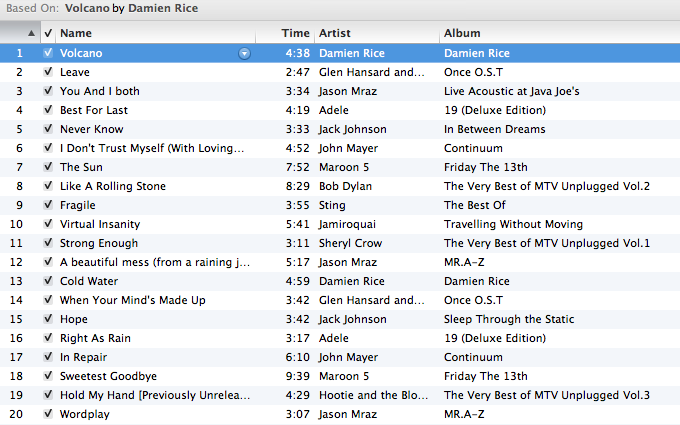 Based On: Volcano by Damien Rice
Name Time Artist Album
1 Volcano 4:38 Damien Rice Damien Rice
2 Leave 2:47 Glen Hansard and... Once O.S.T
3 You And I both 3:34 Jason Mraz Live Acoustic at Java Joe's
4 Best For Last 4:19 Adele 19 (Deluxe Edition)
5 Never Know 3:33 Jack Johnson In Between Dreams
6 I Don't Trust Myself (With Loving... 4:52 John Mayer Continuum
7 The Sun 7:52 Maroon 5 Friday The 13th
8 Like A Rolling Stone 8:29 Bob Dylan The Very Best of MTV Unplugged Vol.2
9 Fragile 3:55 Sting The Best Of
10 Virtual Insanity 5:41 Jamiroquai Travelling Without Moving
11 Strong Enough 3:11 Sheryl Crow The Very Best of MTV Unplugged Vol.1
12 A beautiful mess (from a raining j... 5:17 Jason Mraz MR.A-Z
13 Cold Water 4:59 Damien Rice Damien Rice
14 When Your Mind's Made Up 3:42 Glen Hansard and... Once O.S.T
15 Hope 3:42 Jack Johnson Sleep Through the Static
16 Right As Rain 3:17 Adele 19 (Deluxe Edition)
17 In Repair 6:10 John Mayer Continuum
18 Sweetest Goodbye 9:39 Maroon 5 Friday The 13th
19 Hold My Hand [Previously Unrelea... 4:29 Hootie and the Blo... The Very Best of MTV Unplugged Vol.3
20 Wordplay 3:07 Jason Mraz MR.A-Z